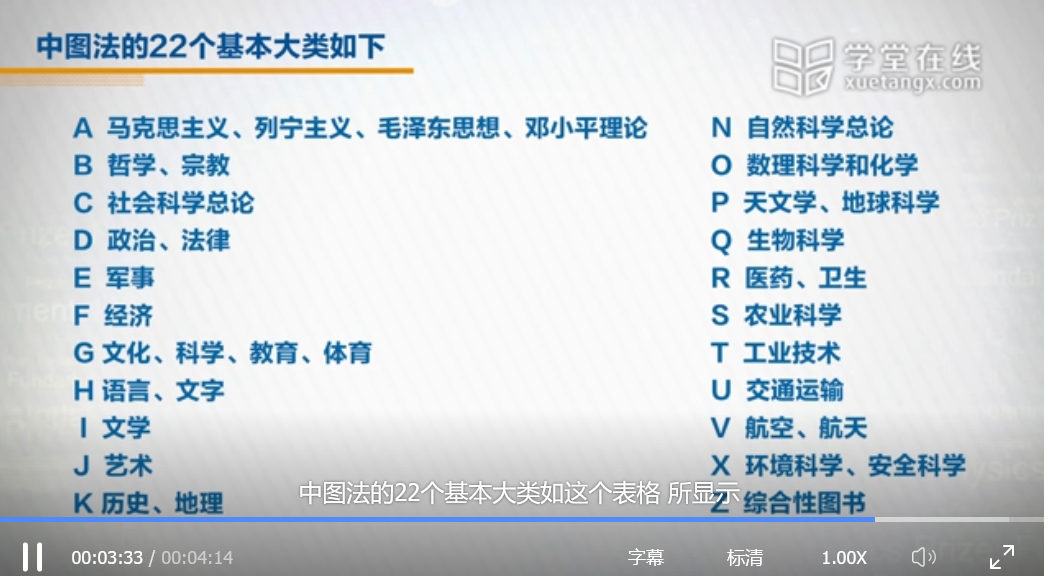 中图法的22个基本大类如下
学堂在线
xuetangx.com
A 马克思主义、列宁主义、毛泽东思想、邓小平理论
B 哲学、宗教
C 社会科学总论
D 政治、法律
E 军事
F 经济
G 文化、科学、教育、体育
H 语言、文字
I 文学
J 艺术
K 历史、地理
N 自然科学总论
O 数理科学和化学
P 天文学、地球科学
Q 生物科学
R 医药、卫生
S 农业科学
T 工业技术
U 交通运输
V 航空、航天
X 环境科学、安全科学
Z 综合性图书
中图法的22个基本大类如这个表格 所显示
00:03:33 / 00:04:14
字幕
标清
1.00X